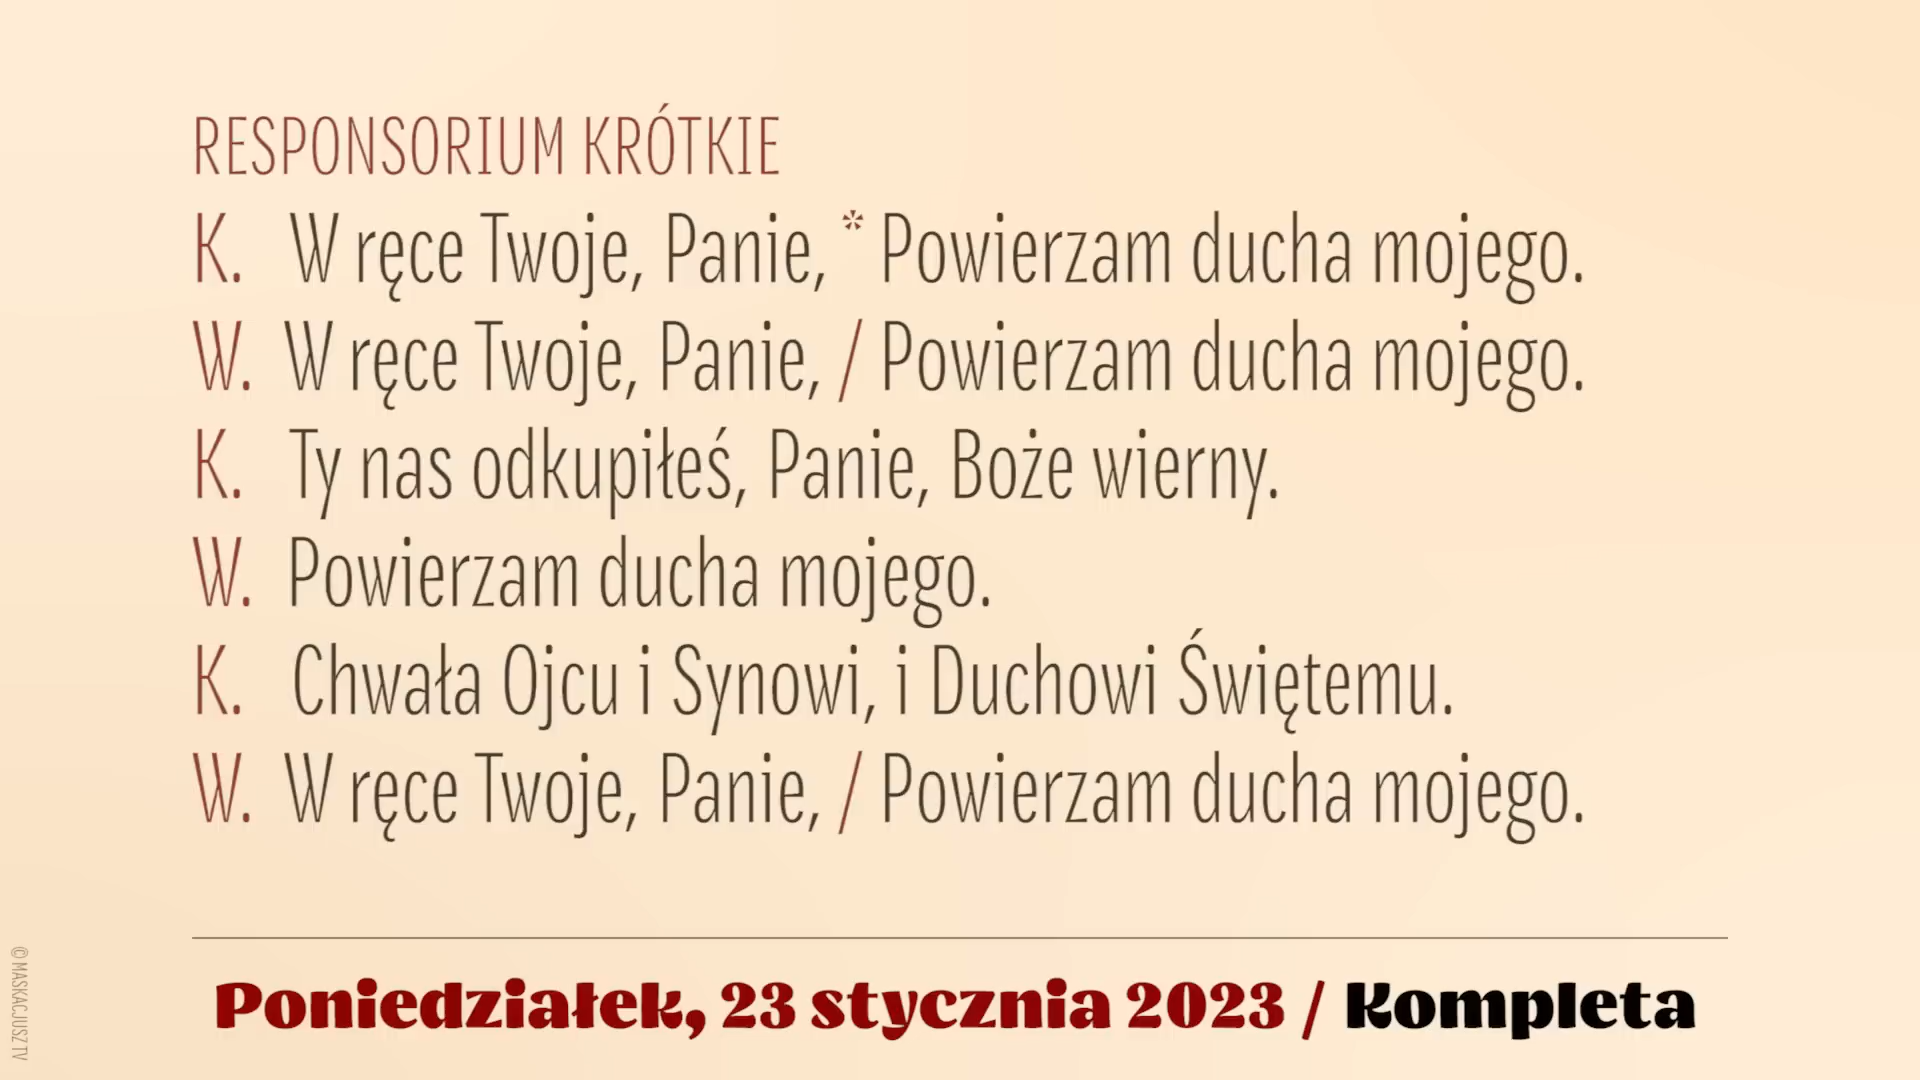 RESPONSORIUM KRÓTKIE
K. W ręce Twoje, Panie, * Powierzam ducha mojego.
W. W ręce Twoje, Panie, / Powierzam ducha mojego.
K. Ty nas odkupiłeś, Panie, Boże wierny.
W. Powierzam ducha mojego.
K. Chwała Ojcu i Synowi, i Duchowi Świętemu.
W. W ręce Twoje, Panie, / Powierzam ducha mojego.
Poniedziałek, 23 stycznia 2023 / Kompleta
© MASKACJUSZ TV